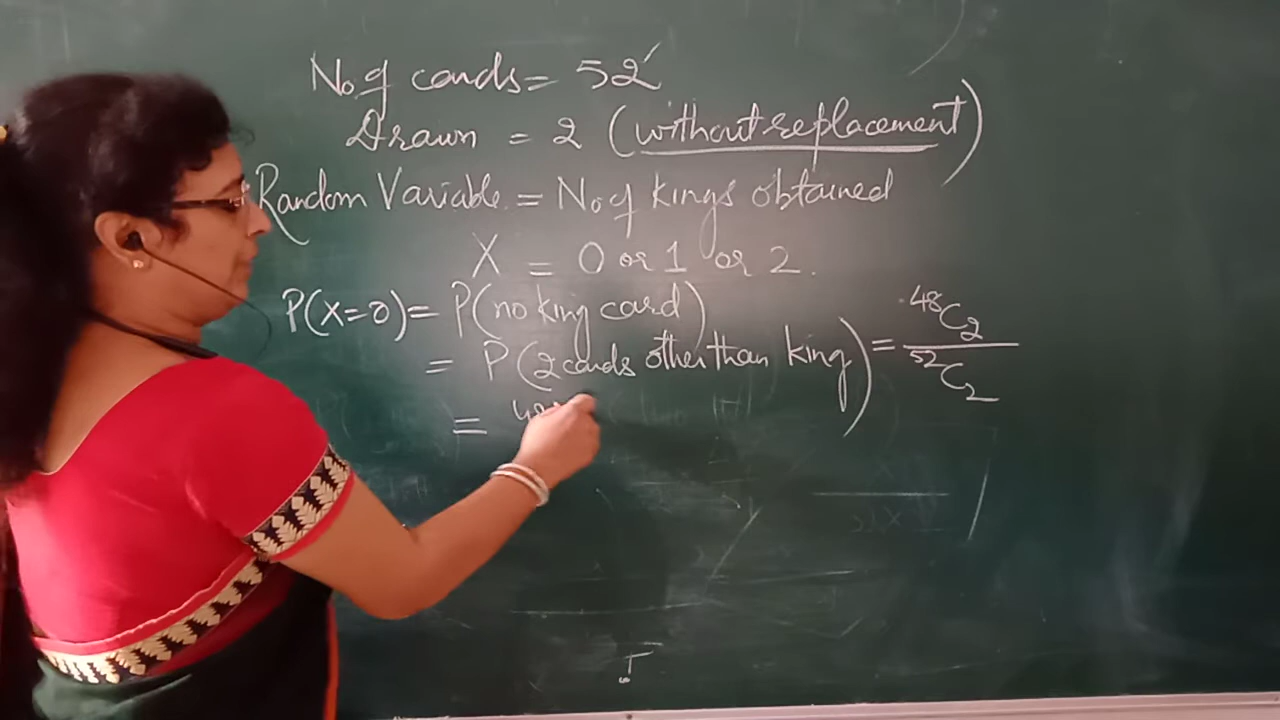 No of cards = 52
Drawn = 2 (without replacement)
Random Variable = No of kings obtained
X = 0 or 1 or 2.
P(X=0) = P(no king card)
= P(2 cards other than king) = ⁴⁸C₂ / ⁵²C₂
= 48